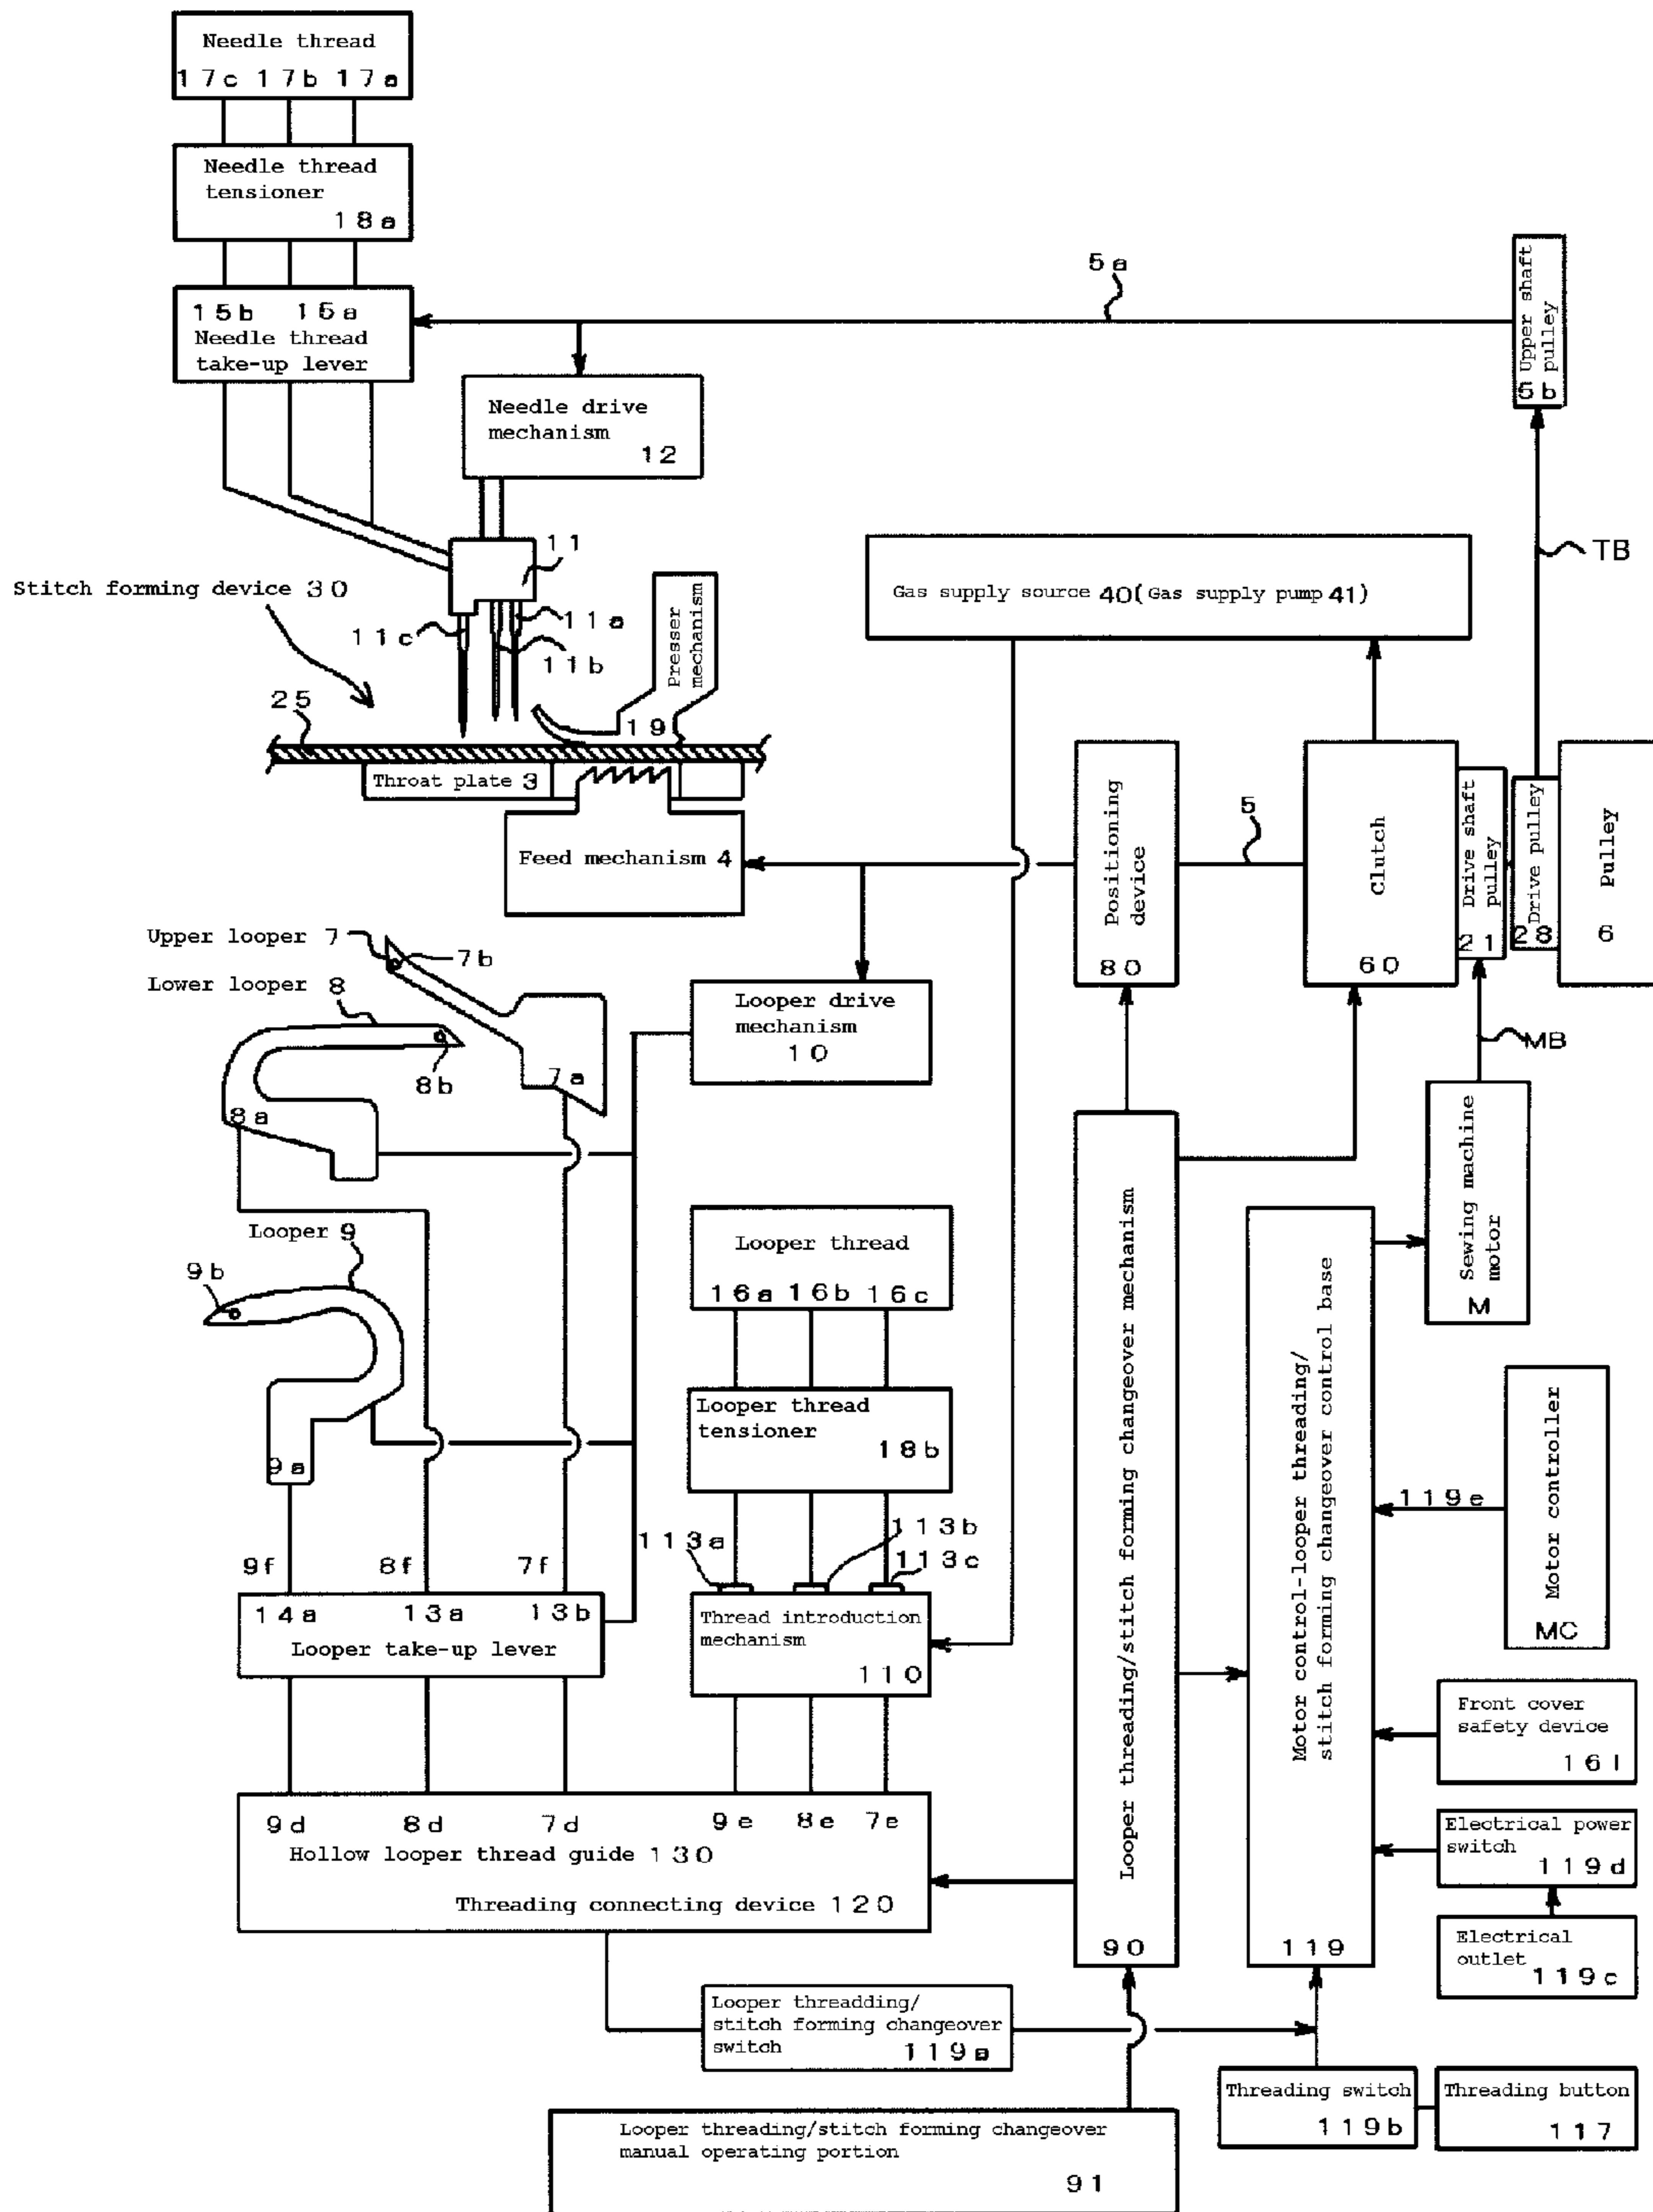 Needle thread
17c 17b 17a
Needle thread
tensioner
18a
15b 15a
Needle thread
take-up lever
5a
Upper shaft
pulley
5b
Needle drive
mechanism
12
TB
Gas supply source 40(Gas supply pump 41)
11
Stitch forming device 30
11c
11a
11b
Presser
mechanism
19
25
Throat plate 3
Feed mechanism 4
Positioning
device
80
5
Clutch
60
Drive shaft
pulley
21
Drive pulley
28
Pulley
6
Upper looper 7
7b
Lower looper 8
8b
7a
8a
Looper drive
mechanism
10
MB
Sewing machine
motor
M
Looper 9
9b
9a
Looper thread
16a 16b 16c
Looper thread
tensioner
18b
113a
113b
113c
9f 8f 7f
14a 13a 13b
Looper take-up lever
Thread introduction
mechanism
110
Looper threading/stitch forming changeover mechanism
90
Motor control-looper threading/
stitch forming changeover control base
119
119e
Motor controller
MC
Front cover
safety device
161
Electrical power
switch
119d
Electrical
outlet
119c
9d 8d 7d 9e 8e 7e
Hollow looper thread guide 130
Threading connecting device 120
Looper threadding/
stitch forming changeover
switch
119a
Threading switch
119b
Threading button
117
Looper threading/stitch forming changeover
manual operating portion
91